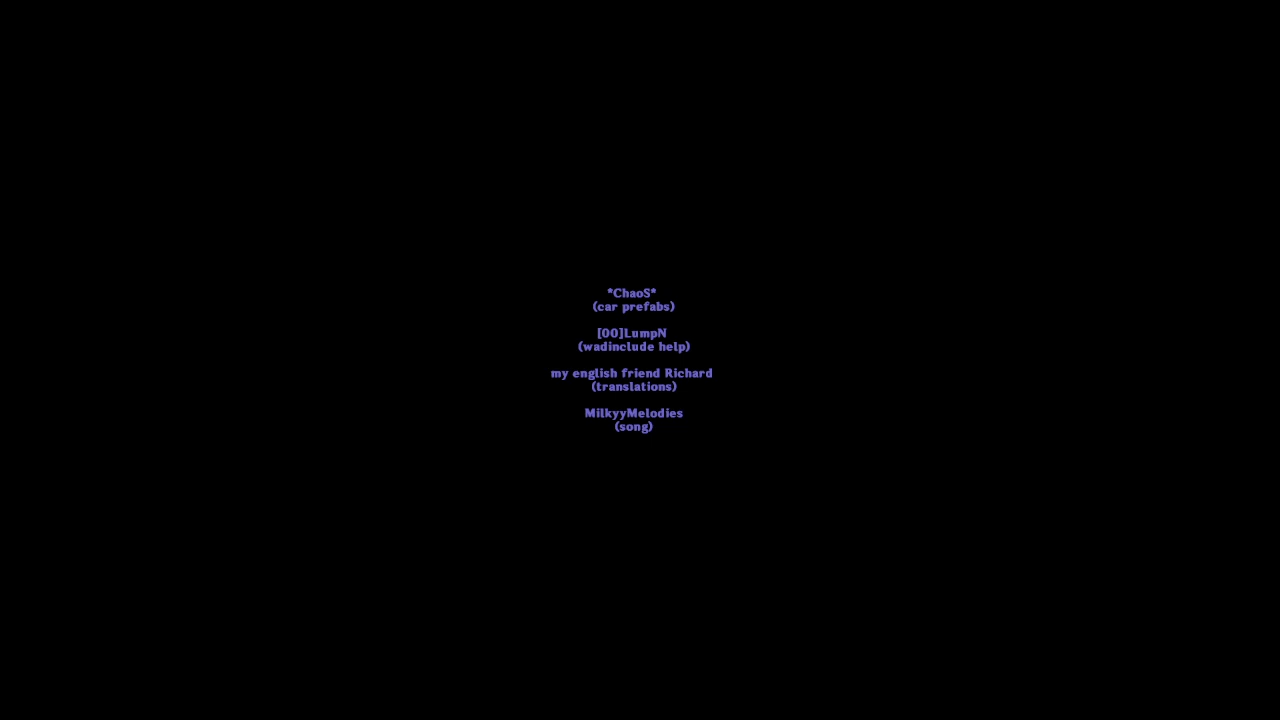 *ChaoS*
(car prefabs)
[00]LumpN
(wadinclude help)
my english friend Richard
(translations)
MilkyyMelodies
(song)